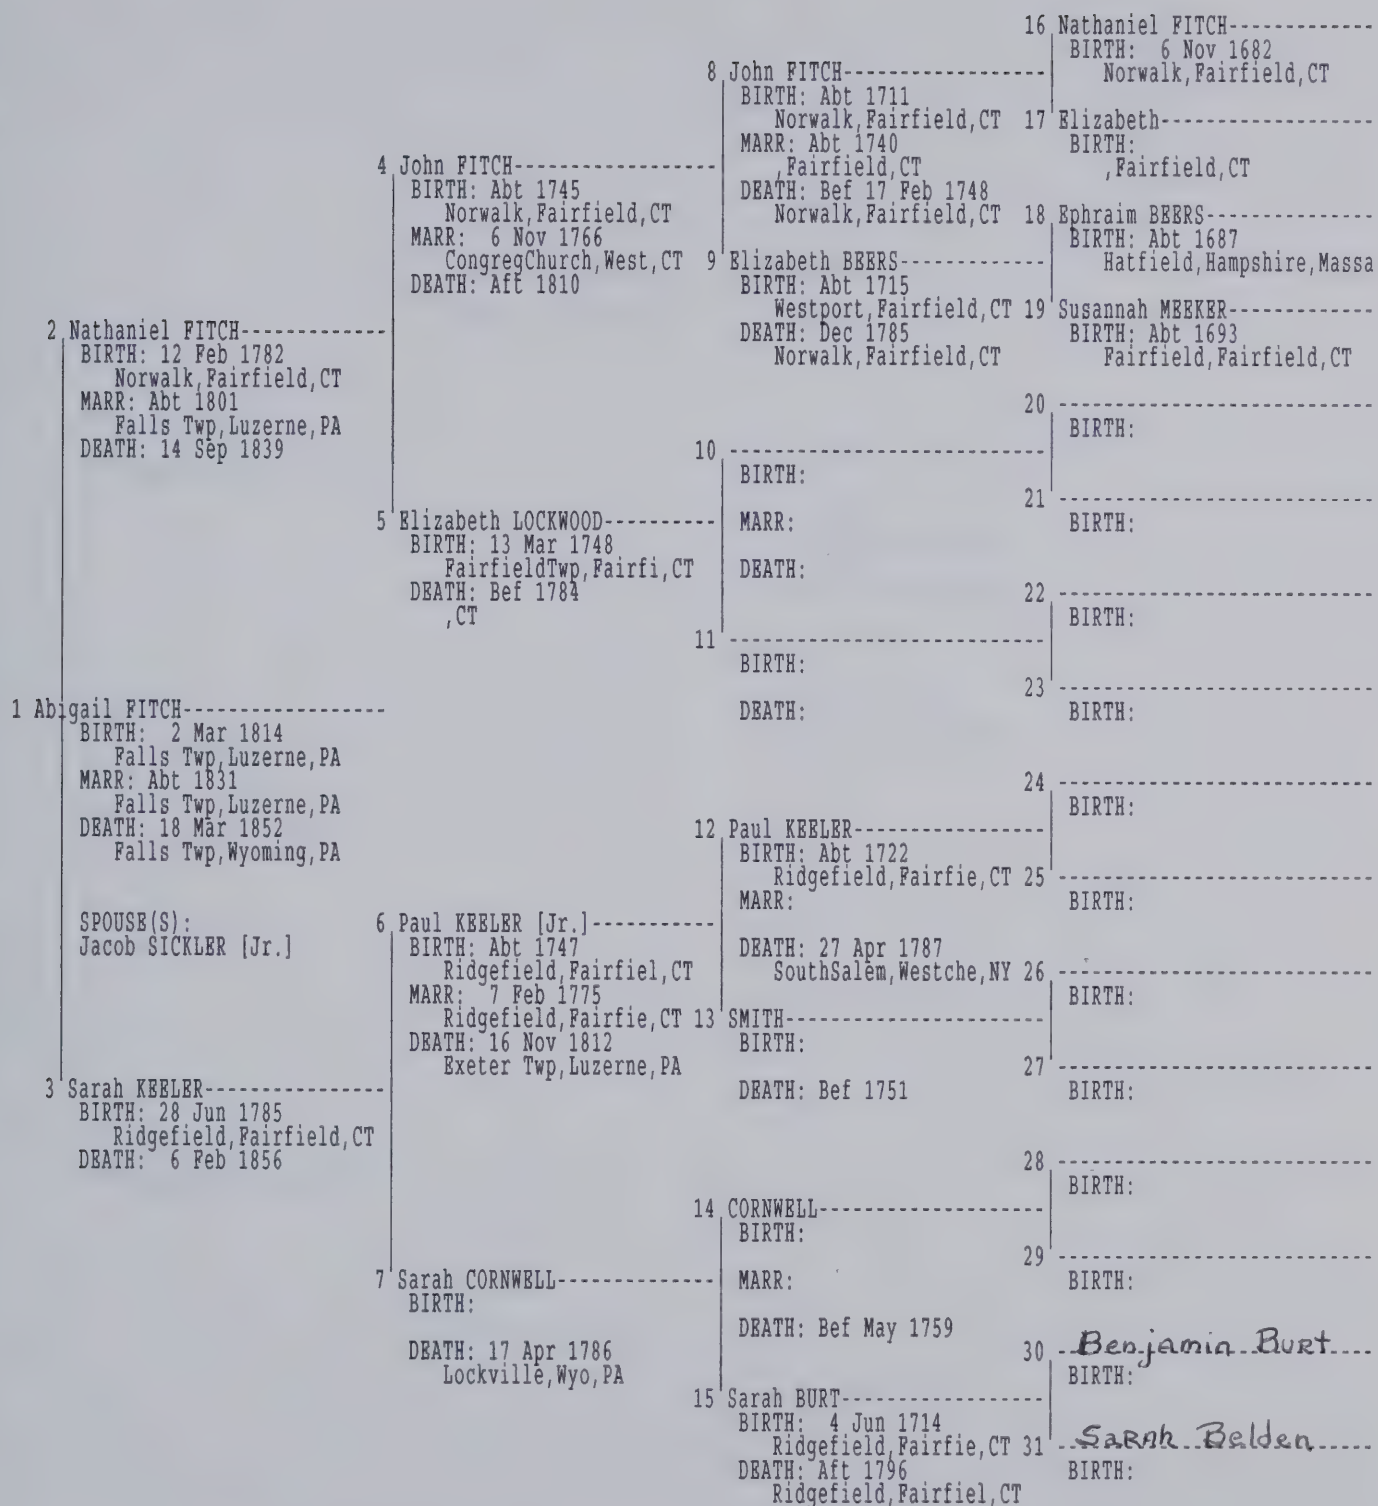 16 Nathaniel FITCH-------------
BIRTH: 6 Nov 1682
Norwalk,Fairfield,CT
8 John FITCH------------------
BIRTH: Abt 1711
Norwalk,Fairfield,CT
MARR: Abt 1740
,Fairfield,CT
DEATH: Bef 17 Feb 1748
Norwalk,Fairfield,CT
17 Elizabeth-------------------
BIRTH:
,Fairfield,CT
4 John FITCH------------------
BIRTH: Abt 1745
Norwalk,Fairfield,CT
MARR: 6 Nov 1766
CongregChurch,West,CT
DEATH: Aft 1810
18 Ephraim BEERS---------------
BIRTH: Abt 1687
Hatfield,Hampshire,Massa
9 Elizabeth BEERS-------------
BIRTH: Abt 1715
Westport,Fairfield,CT
DEATH: Dec 1785
Norwalk,Fairfield,CT
19 Susannah MEEKER-------------
BIRTH: Abt 1693
Fairfield,Fairfield,CT
2 Nathaniel FITCH-------------
BIRTH: 12 Feb 1782
Norwalk,Fairfield,CT
MARR: Abt 1801
Falls Twp,Luzerne,PA
DEATH: 14 Sep 1839
20 ----------------------------
BIRTH:
10 ----------------------------
BIRTH:
MARR:
DEATH:
21 ----------------------------
BIRTH:
5 Elizabeth LOCKWOOD----------
BIRTH: 13 Mar 1748
FairfieldTwp,Fairfi,CT
DEATH: Bef 1784
,CT
22 ----------------------------
BIRTH:
11 ----------------------------
BIRTH:
DEATH:
23 ----------------------------
BIRTH:
1 Abigail FITCH------------------
BIRTH: 2 Mar 1814
Falls Twp,Luzerne,PA
MARR: Abt 1831
Falls Twp,Luzerne,PA
DEATH: 18 Mar 1852
Falls Twp,Wyoming,PA
SPOUSE(S):
Jacob SICKLER [Jr.]
24 ----------------------------
BIRTH:
12 Paul KEELER-----------------
BIRTH: Abt 1722
Ridgefield,Fairfie,CT
MARR:
DEATH: 27 Apr 1787
SouthSalem,Westche,NY
25 ----------------------------
BIRTH:
6 Paul KEELER [Jr.]-----------
BIRTH: Abt 1747
Ridgefield,Fairfiel,CT
MARR: 7 Feb 1775
Ridgefield,Fairfie,CT
DEATH: 16 Nov 1812
Exeter Twp,Luzerne,PA
26 ----------------------------
BIRTH:
13 SMITH-----------------------
BIRTH:
DEATH: Bef 1751
27 ----------------------------
BIRTH:
3 Sarah KEELER----------------
BIRTH: 28 Jun 1785
Ridgefield,Fairfield,CT
DEATH: 6 Feb 1856
28 ----------------------------
BIRTH:
14 CORNWELL--------------------
BIRTH:
MARR:
DEATH: Bef May 1759
29 ----------------------------
BIRTH:
7 Sarah CORNWELL--------------
BIRTH:
DEATH: 17 Apr 1786
Lockville,Wyo,PA
30 Benjamin Burt
BIRTH:
15 Sarah BURT------------------
BIRTH: 4 Jun 1714
Ridgefield,Fairfie,CT
DEATH: Aft 1796
Ridgefield,Fairfiel,CT
31 Sarah Belden
BIRTH: